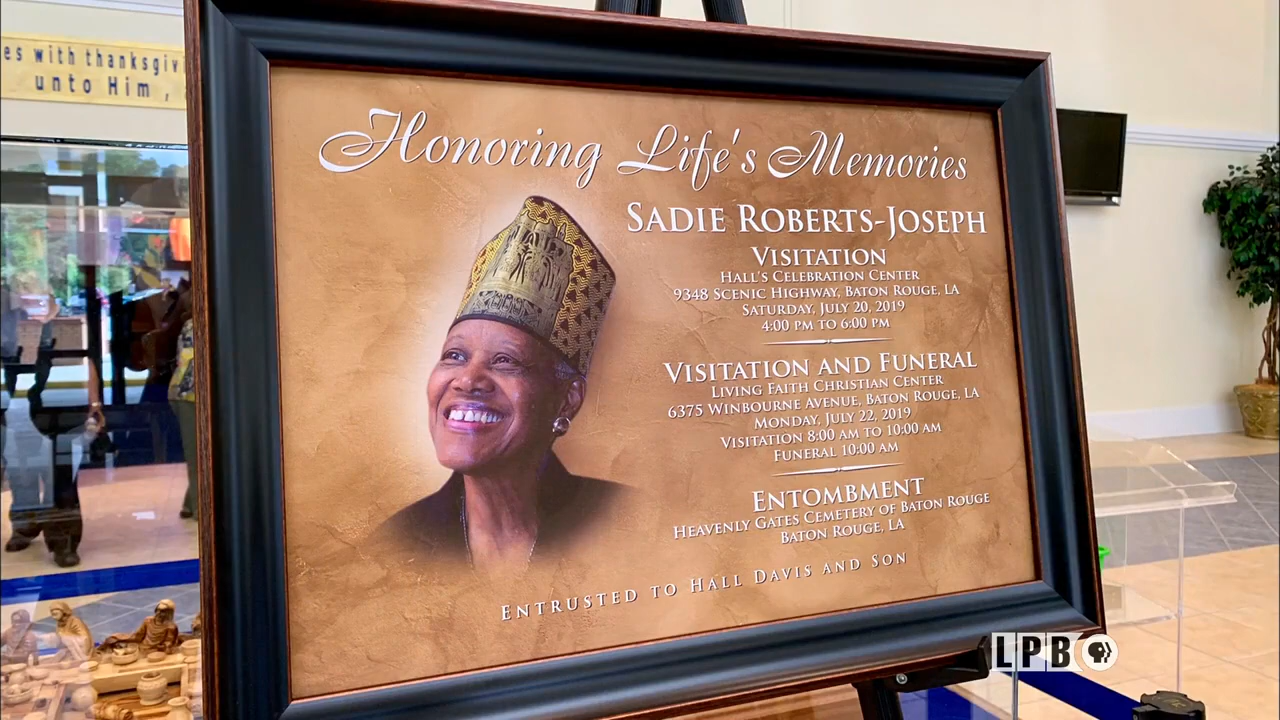 es with thanksgiv
unto Him,
Honoring Life's Memories
Sadie Roberts-Joseph
Visitation
Hall's Celebration Center
9348 Scenic Highway, Baton Rouge, LA
Saturday, July 20, 2019
4:00 pm to 6:00 pm
Visitation and Funeral
Living Faith Christian Center
6375 Winbourne Avenue, Baton Rouge, LA
Monday, July 22, 2019
Visitation 8:00 am to 10:00 am
Funeral 10:00 am
Entombment
Heavenly Gates Cemetery of Baton Rouge
Baton Rouge, LA
Entrusted to Hall Davis and Son
LPB